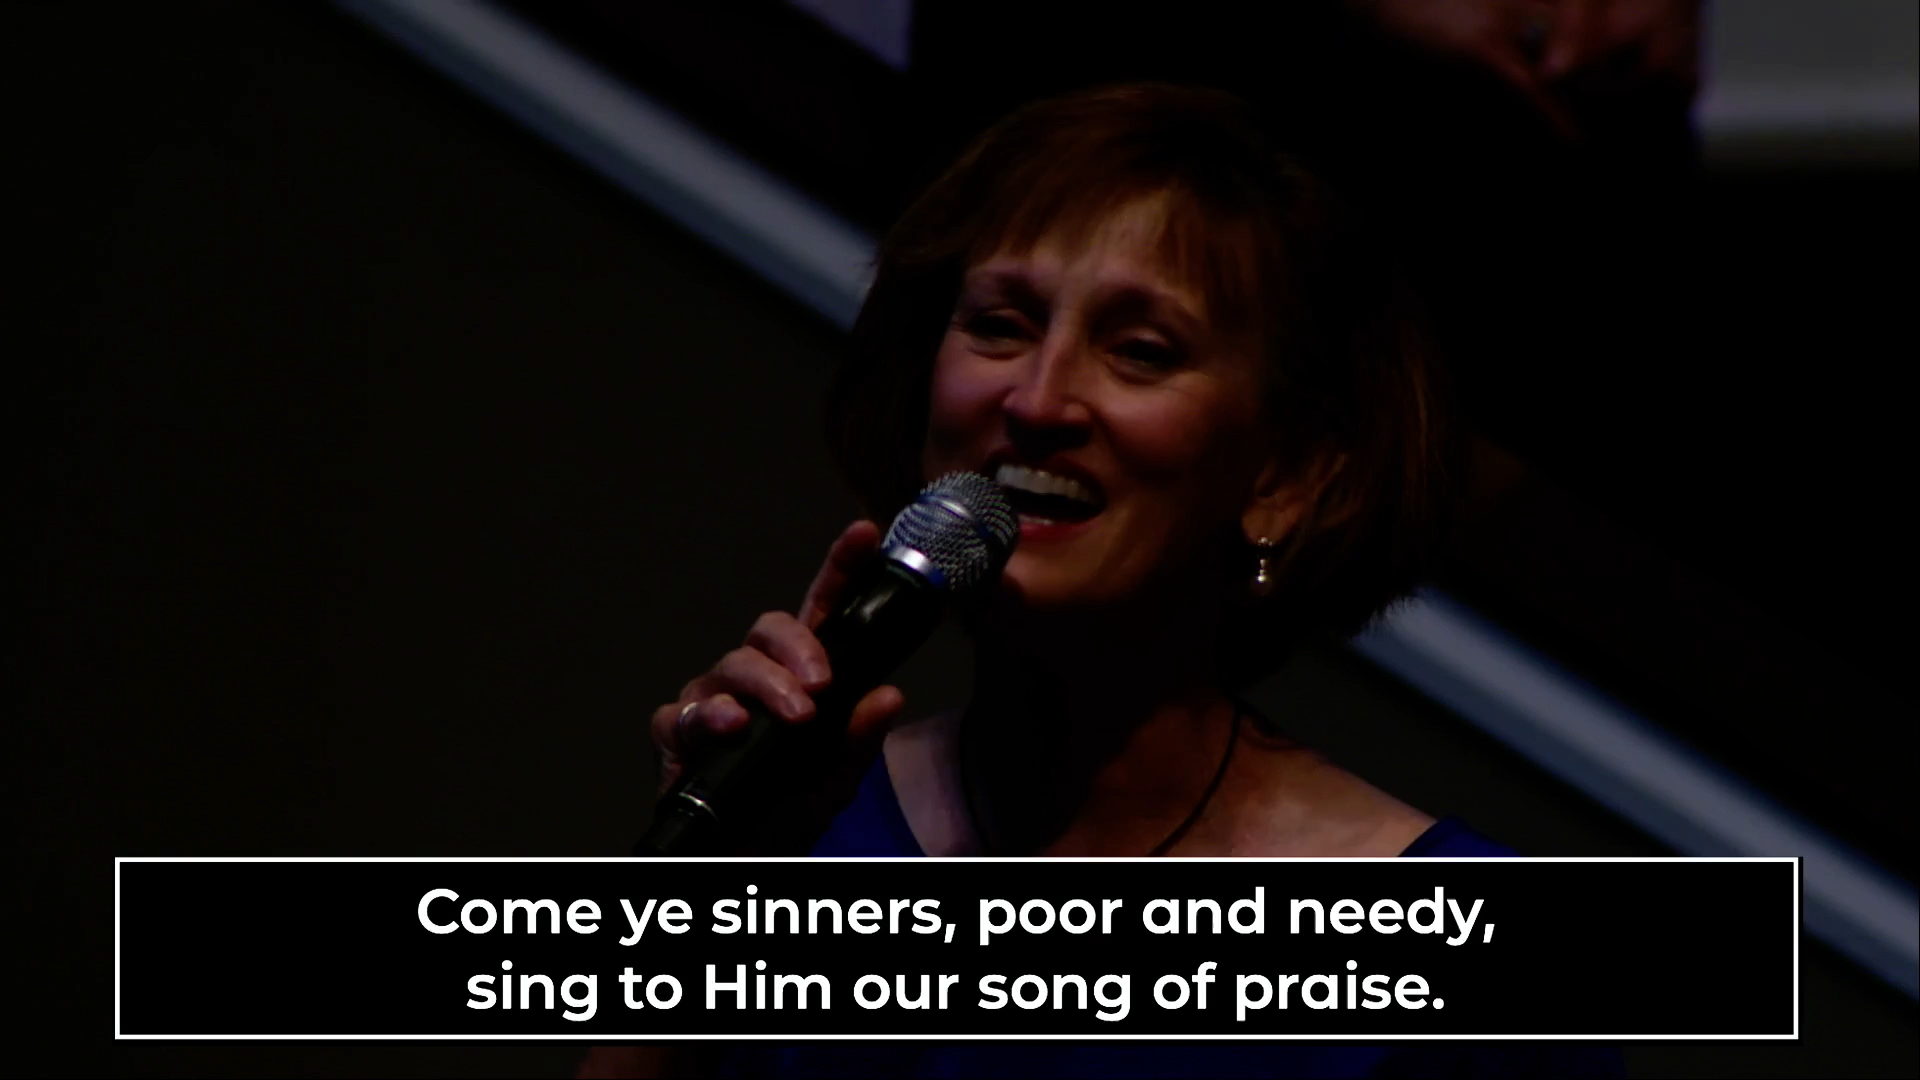 Come ye sinners, poor and needy,
sing to Him our song of praise.